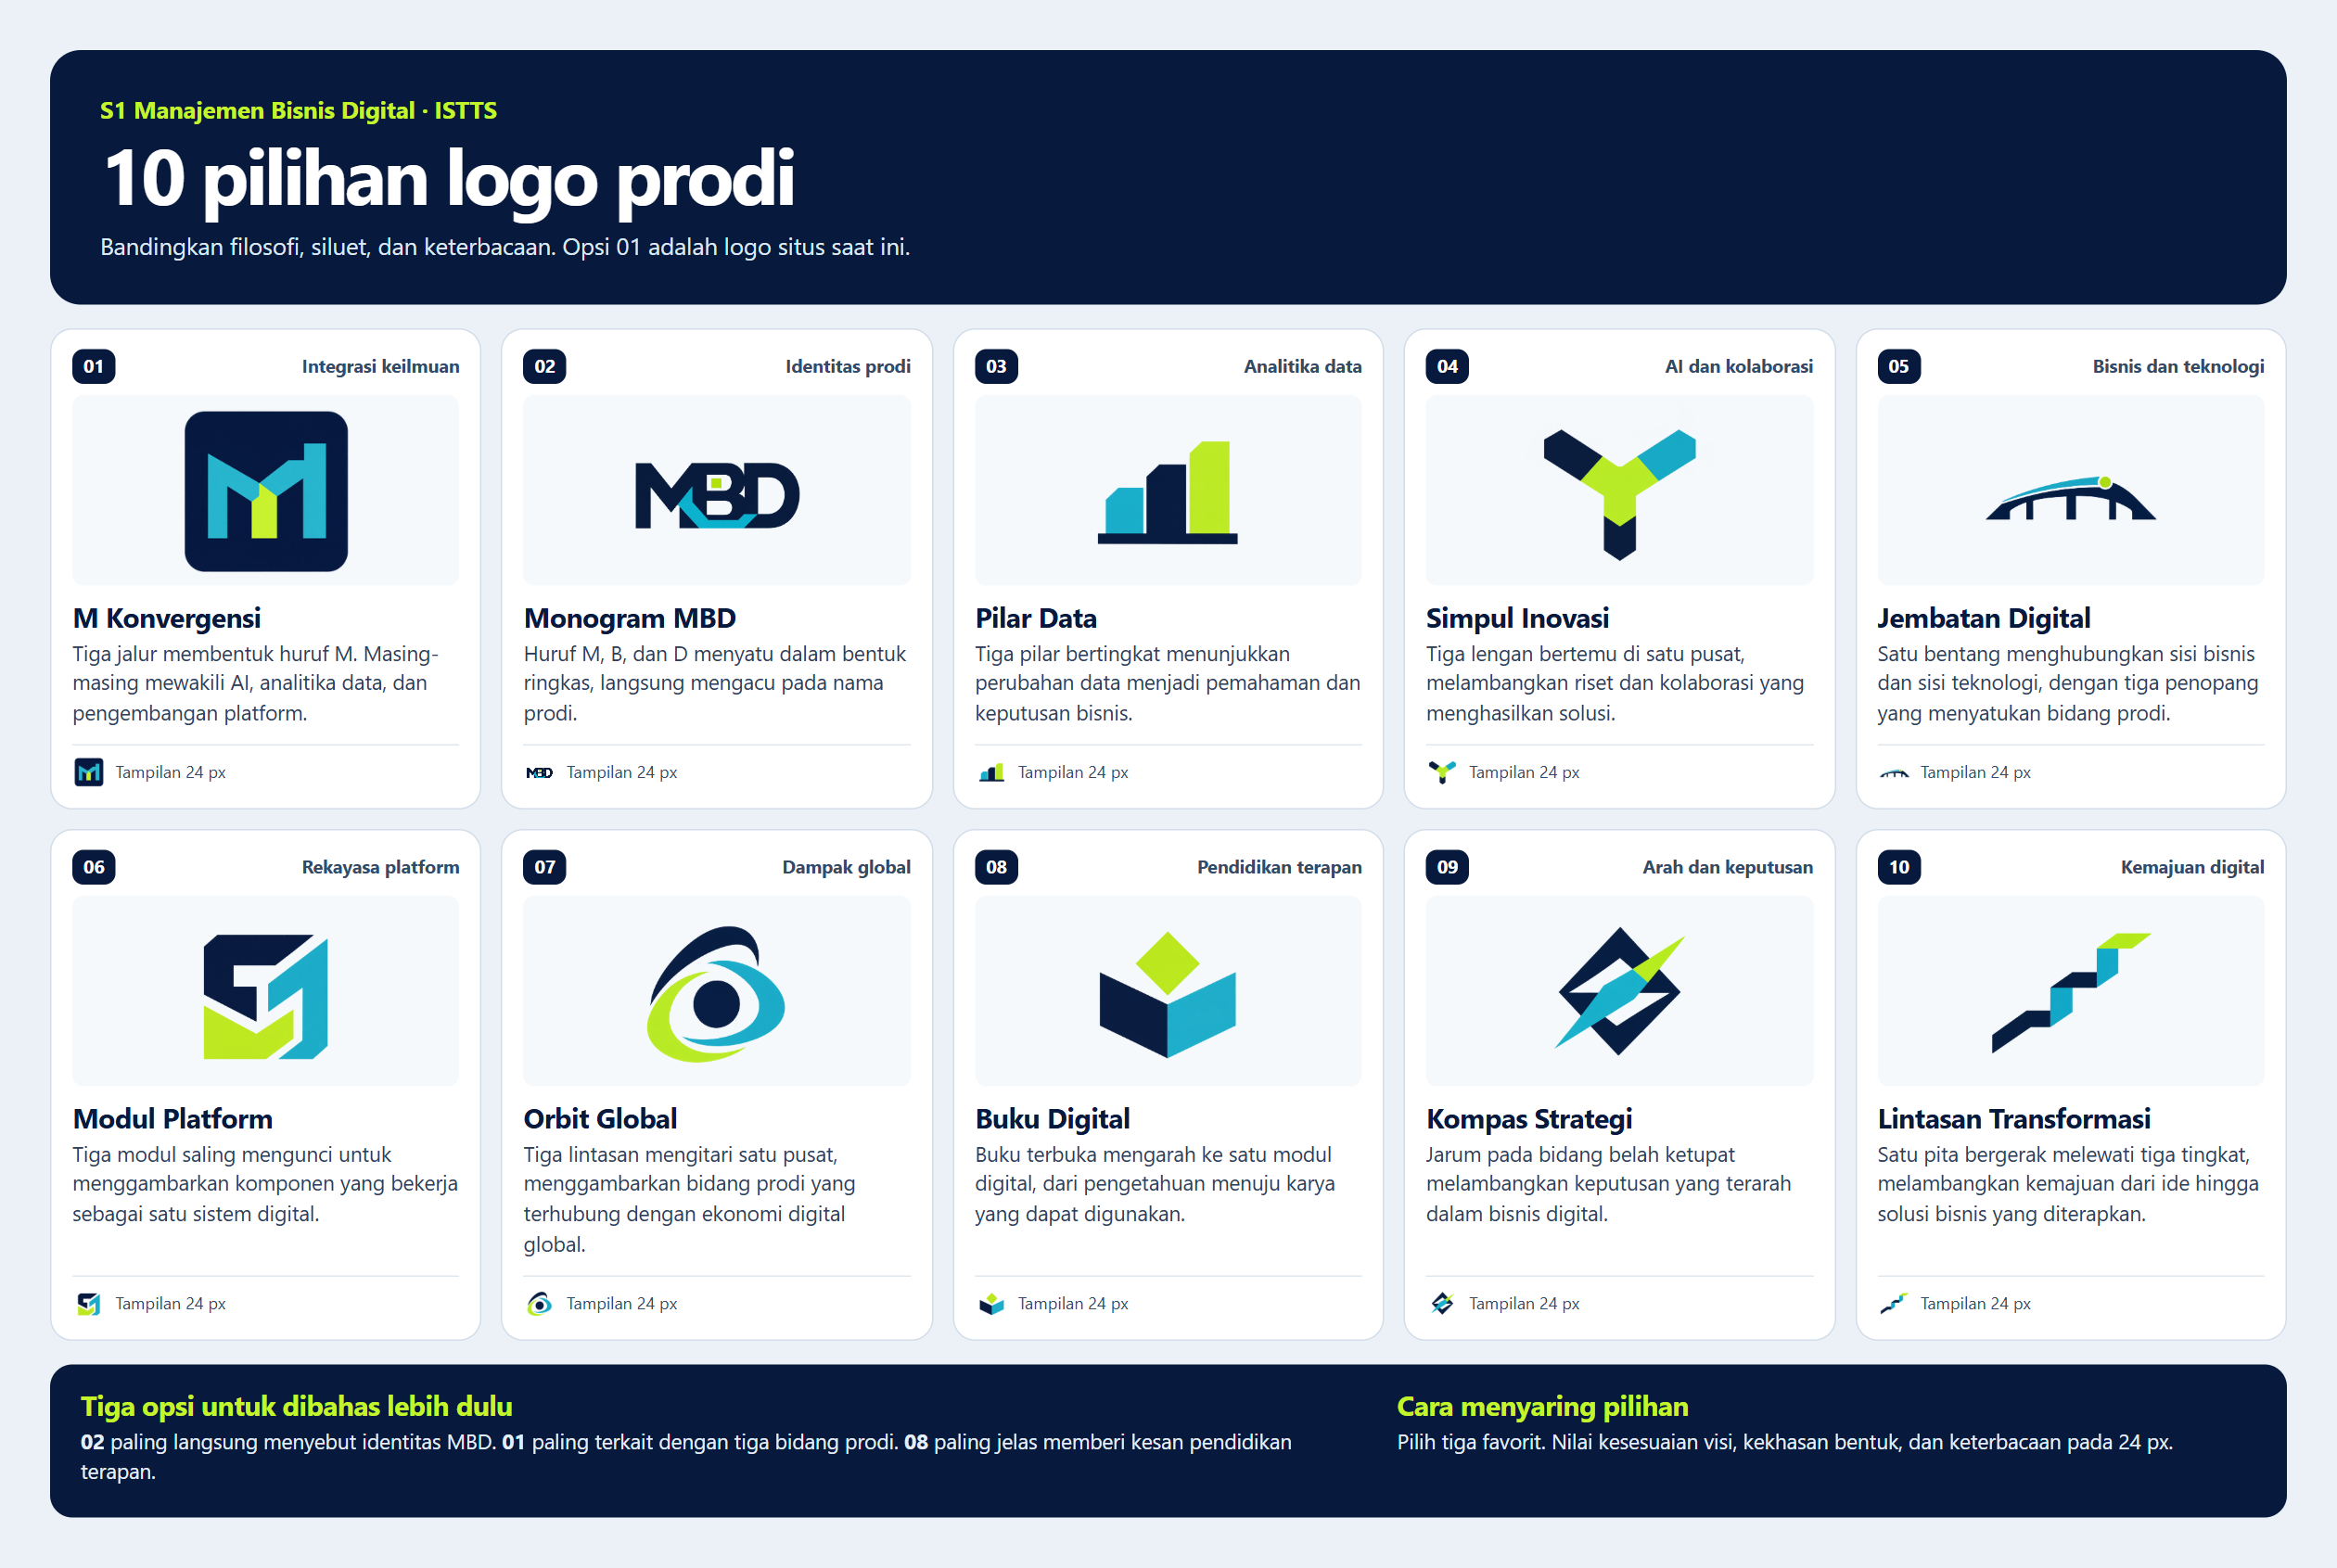 S1 Manajemen Bisnis Digital · ISTTS
10 pilihan logo prodi
Bandingkan filosofi, siluet, dan keterbacaan. Opsi 01 adalah logo situs saat ini.
01 Integrasi keilmuan
M Konvergensi
Tiga jalur membentuk huruf M. Masing-
masing mewakili AI, analitika data, dan
pengembangan platform.
Tampilan 24 px
02 Identitas prodi
MBD
Monogram MBD
Huruf M, B, dan D menyatu dalam bentuk
ringkas, langsung mengacu pada nama
prodi.
MBD Tampilan 24 px
03 Analitika data
Pilar Data
Tiga pilar bertingkat menunjukkan
perubahan data menjadi pemahaman dan
keputusan bisnis.
Tampilan 24 px
04 AI dan kolaborasi
Simpul Inovasi
Tiga lengan bertemu di satu pusat,
melambangkan riset dan kolaborasi yang
menghasilkan solusi.
Tampilan 24 px
05 Bisnis dan teknologi
Jembatan Digital
Satu bentang menghubungkan sisi bisnis
dan sisi teknologi, dengan tiga penopang
yang menyatukan bidang prodi.
Tampilan 24 px
06 Rekayasa platform
Modul Platform
Tiga modul saling mengunci untuk
menggambarkan komponen yang bekerja
sebagai satu sistem digital.
Tampilan 24 px
07 Dampak global
Orbit Global
Tiga lintasan mengitari satu pusat,
menggambarkan bidang prodi yang
terhubung dengan ekonomi digital
global.
Tampilan 24 px
08 Pendidikan terapan
Buku Digital
Buku terbuka mengarah ke satu modul
digital, dari pengetahuan menuju karya
yang dapat digunakan.
Tampilan 24 px
09 Arah dan keputusan
Kompas Strategi
Jarum pada bidang belah ketupat
melambangkan keputusan yang terarah
dalam bisnis digital.
Tampilan 24 px
10 Kemajuan digital
Lintasan Transformasi
Satu pita bergerak melewati tiga tingkat,
melambangkan kemajuan dari ide hingga
solusi bisnis yang diterapkan.
Tampilan 24 px
Tiga opsi untuk dibahas lebih dulu
02 paling langsung menyebut identitas MBD. 01 paling terkait dengan tiga bidang prodi. 08 paling jelas memberi kesan pendidikan
terapan.
Cara menyaring pilihan
Pilih tiga favorit. Nilai kesesuaian visi, kekhasan bentuk, dan keterbacaan pada 24 px.